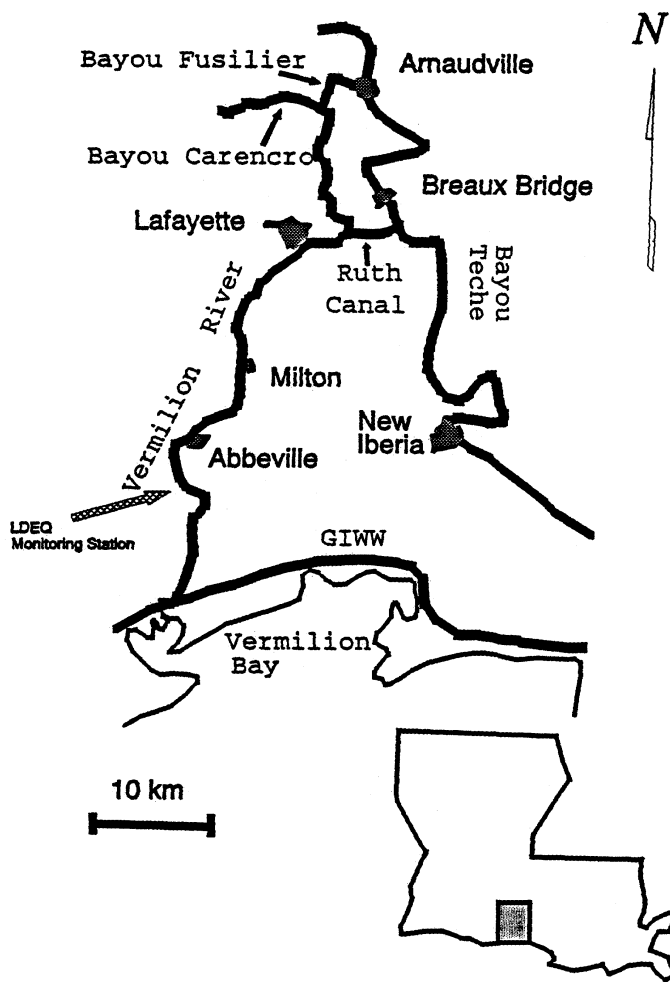 N
Bayou Fusilier
Arnaudville
Bayou Carencro
Breaux Bridge
Lafayette
Bayou
Teche
Ruth
Canal
River
Milton
Vermilion
New
Iberia
Abbeville
LDEQ
Monitoring Station
GIWW
Vermilion
Bay
10 km